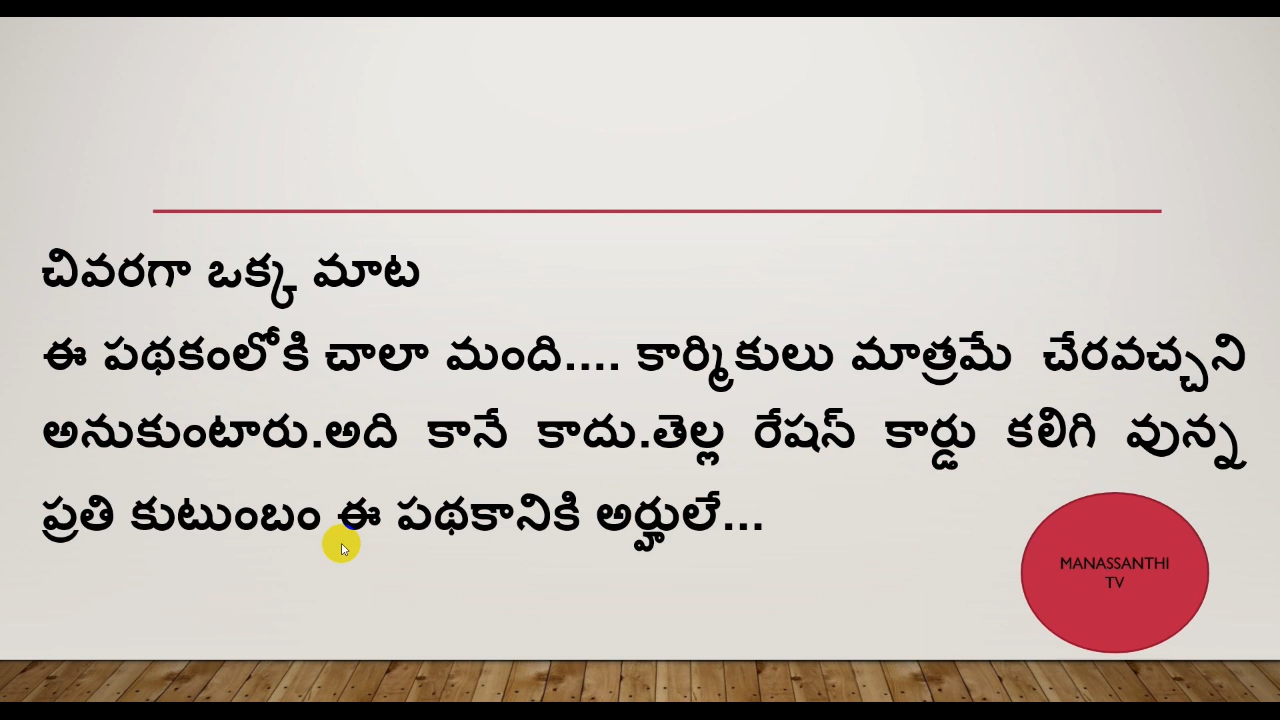 చివరగా ఒక్క మాట
ఈ పథకంలోకి చాలా మంది.... కార్మికులు మాత్రమే చేరవచ్చని
అనుకుంటారు.అది కానే కాదు.తెల్ల రేషన్ కార్డు కలిగి వున్న
ప్రతి కుటుంబం ఈ పథకానికి అర్హులే...
MANASSANTHI
TV